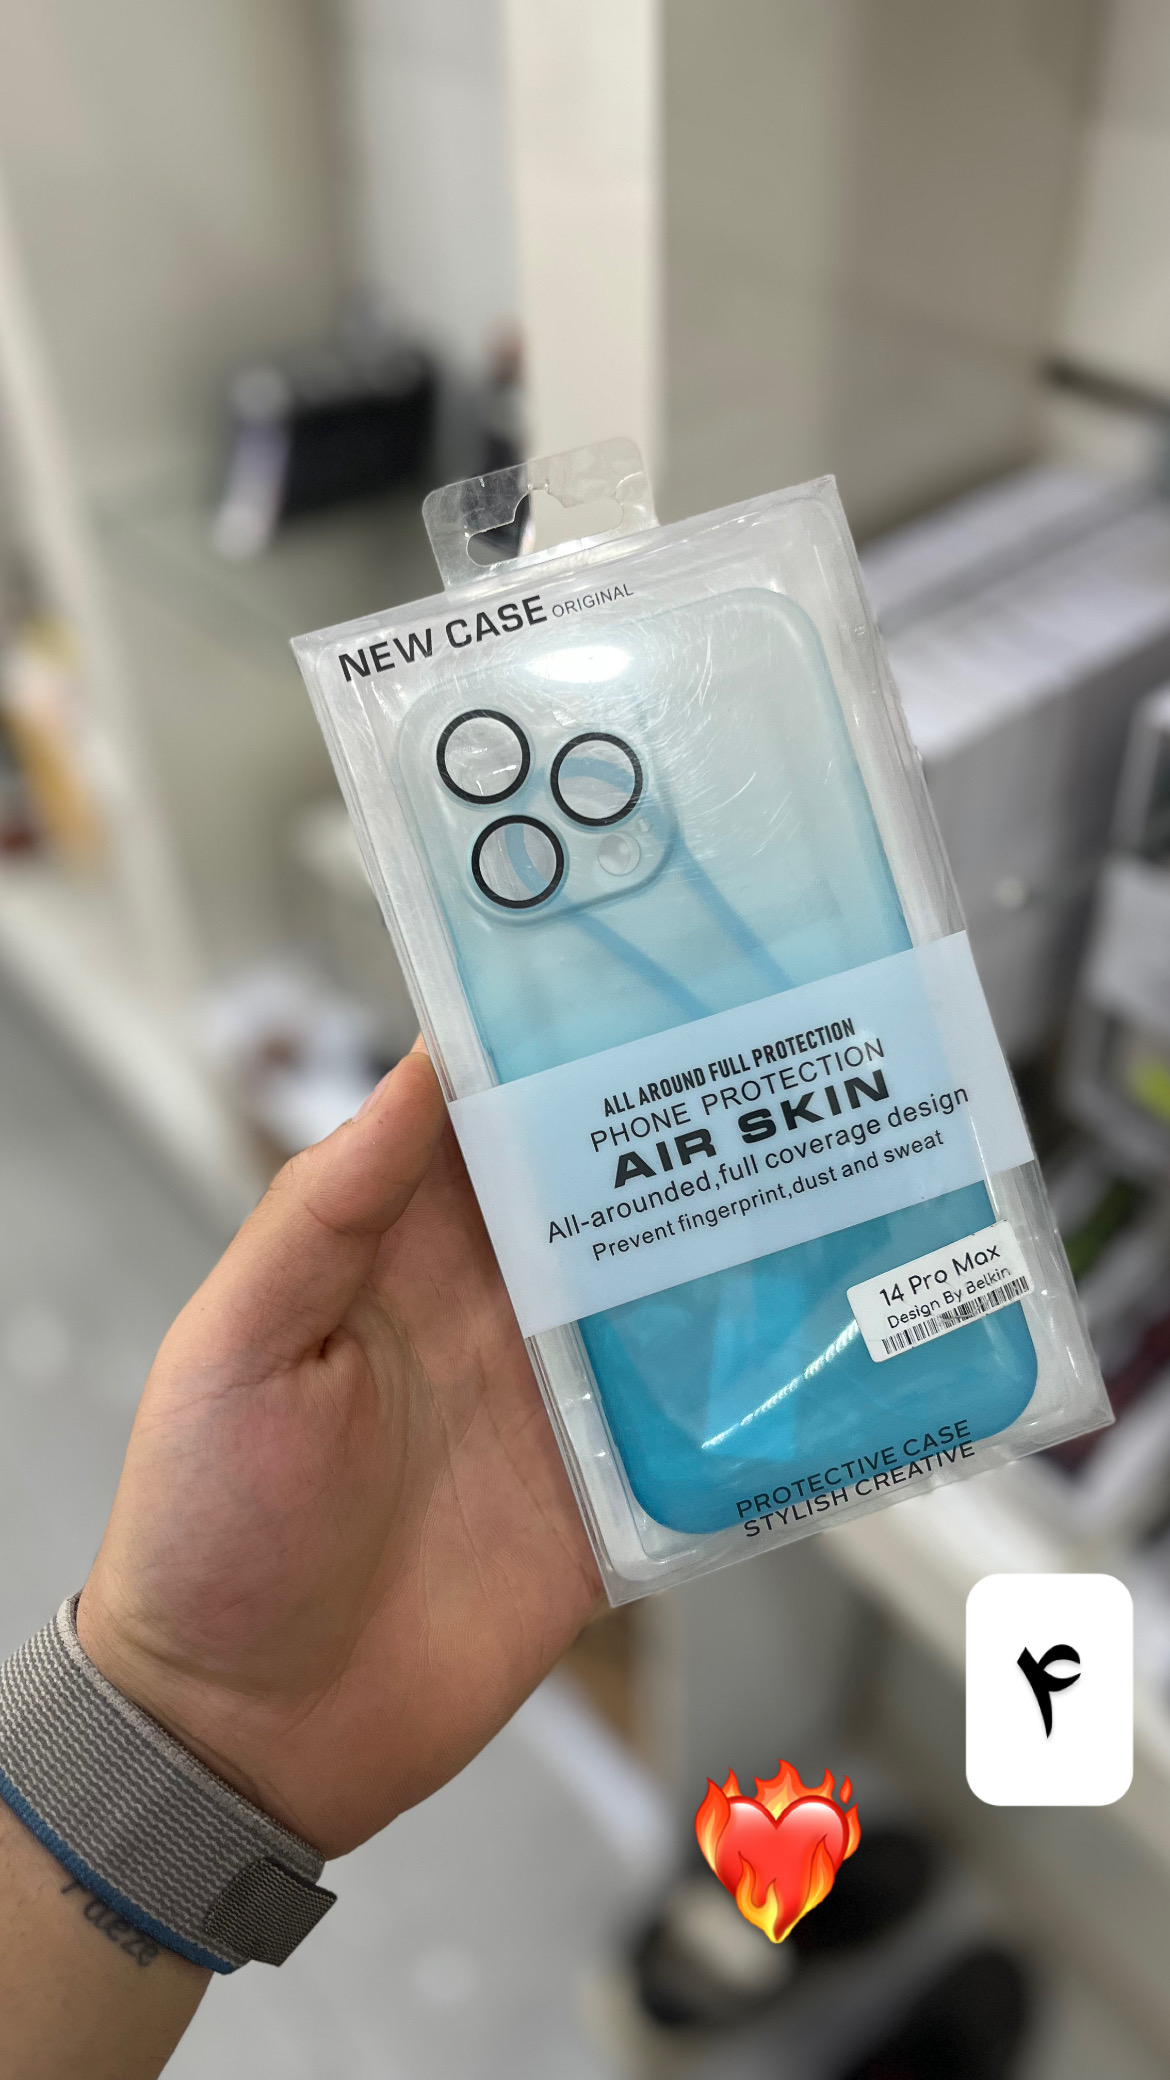 NEW CASE ORIGINAL
ALL AROUND FULL PROTECTION
PHONE PROTECTION
AIR SKIN
All-arounded,full coverage design
Prevent fingerprint,dust and sweat
14 Pro Max
Design By Belkin
PROTECTIVE CASE
STYLISH CREATIVE
۴